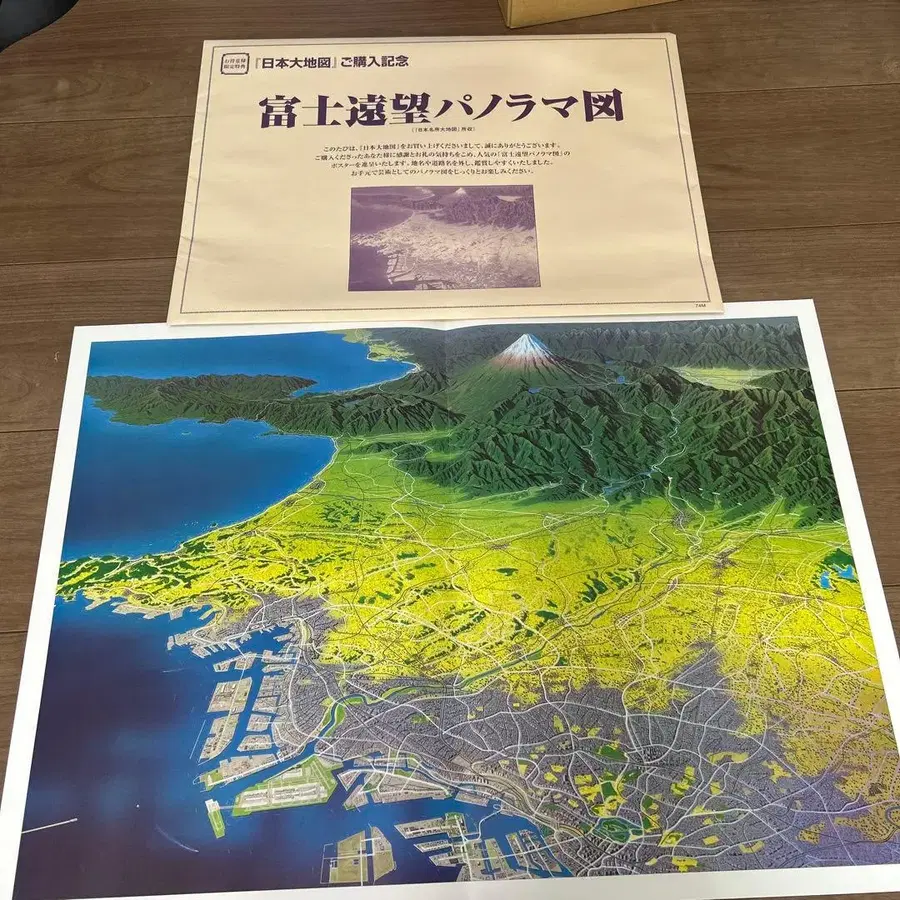 お得意様
限定特典
『日本大地図』ご購入記念
富士遠望パノラマ図
(『日本名所大地図』所収)
このたびは、『日本大地図』をお買い上げくださいまして、誠にありがとうございます。
ご購入くださったあなた様に感謝とお礼の気持ちをこめ、人気の「富士遠望パノラマ図」の
ポスターを進呈いたします。地名や道路名を外し、鑑賞しやすいいたしました。
お手元で芸術としてのパノラマ図をじっくりとお楽しみください。
74M